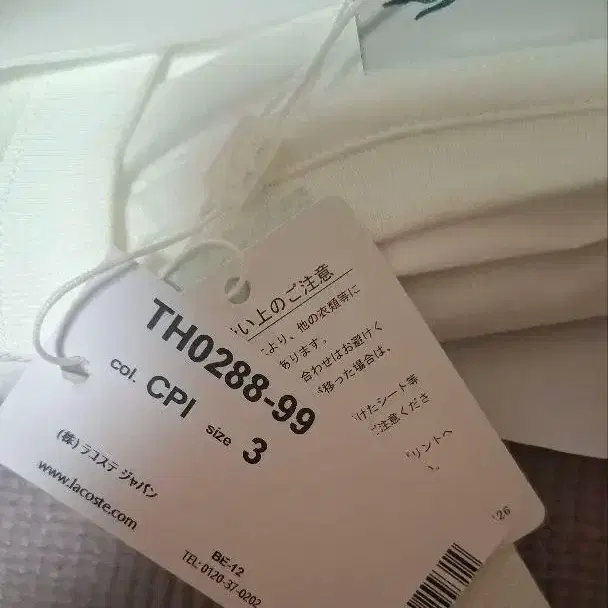 い上のご注意
より、他の衣類等に
あります。
合わせはお避けく
移った場合は、
けたシート等
ご注意くださ
リントへ
TH0288-99
col. CPI size 3
(株) ラコステ ジャパン
www.lacoste.com
BE-12
TEL: 0120-37-0202
'26